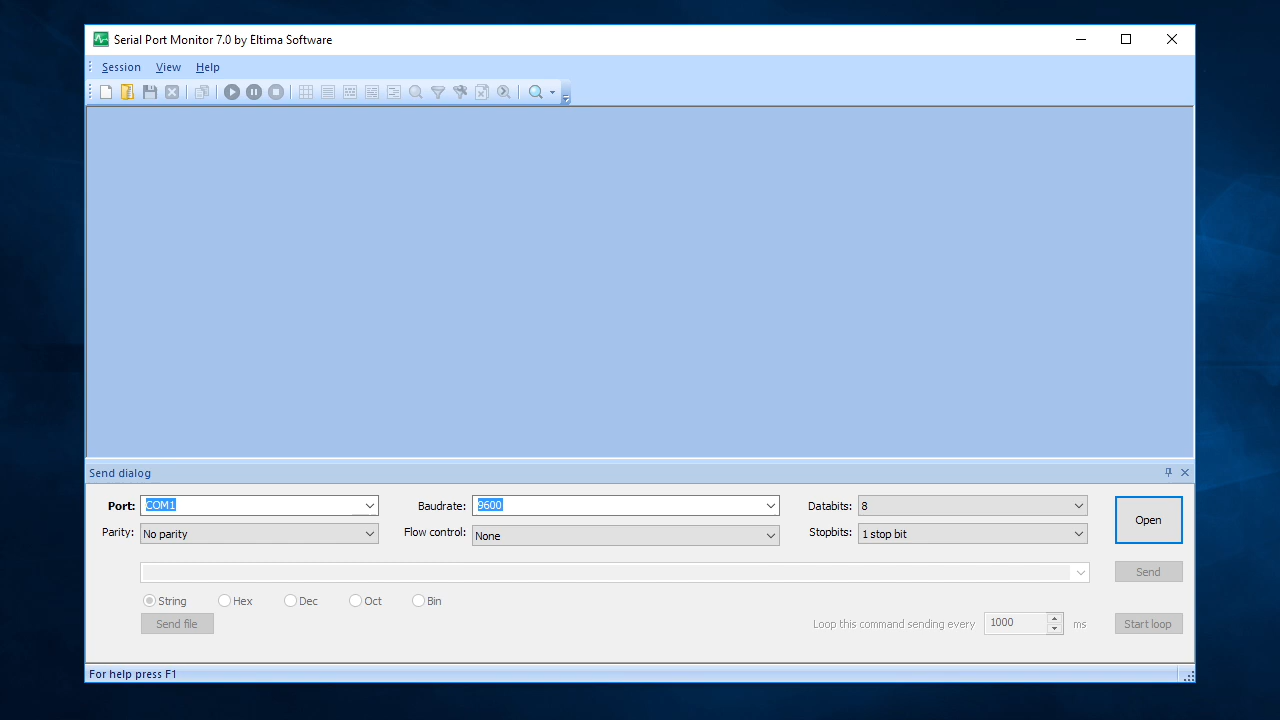 Serial Port Monitor 7.0 by Eltima Software
Session View Help
Send dialog
Port: COM1 Baudrate: 9600 Databits: 8 Open
Parity: No parity Flow control: None Stopbits: 1 stop bit
Send
String Hex Dec Oct Bin
Send file Loop this command sending every 1000 ms Start loop
For help press F1